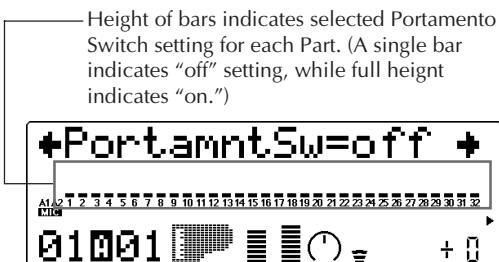 Height of bars indicates selected Portamento
Switch setting for each Part. (A single bar
indicates “off” setting, while full heignt
indicates “on.”)
←PortamntSw=off →
A1 A2 1 2 3 4 5 6 7 8 9 10 11 12 13 14 15 16 17 18 19 20 21 22 23 24 25 26 27 28 29 30 31 32
MIC
01 01 + 0